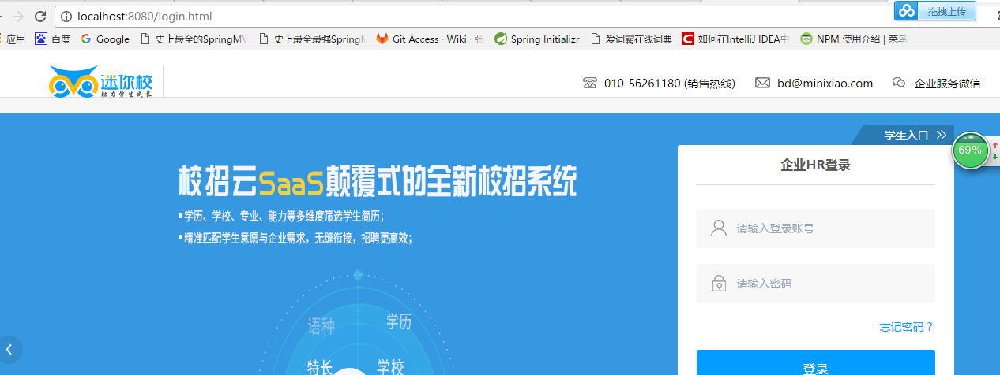 localhost:8080/login.html
拖拽上传
应用 百度 Google 史上最全的SpringMV 史上最全最强SpringM Git Access · Wiki · 张 Spring Initializr 爱词霸在线词典 如何在IntelliJ IDEA中 NPM 使用介绍 | 菜鸟
迷你校
助力学生成长
010-56261180 (销售热线) bd@minixiao.com 企业服务微信
学生入口
69%
企业HR登录
校招云SaaS颠覆式的全新校招系统
学历、学校、专业、能力等多维度筛选学生简历；
精准匹配学生意愿与企业需求，无缝衔接，招聘更高效；
请输入登录账号
请输入密码
忘记密码？
登录
语种 学历
特长 学校